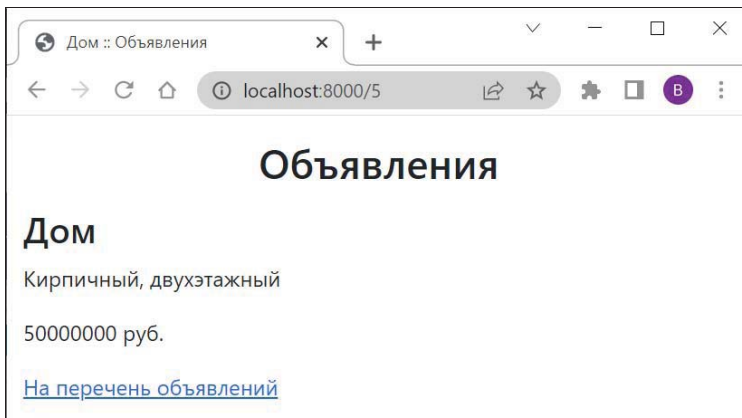 Дом :: Объявления
localhost:8000/5
B
Объявления
Дом
Кирпичный, двухэтажный
50000000 руб.
На перечень объявлений